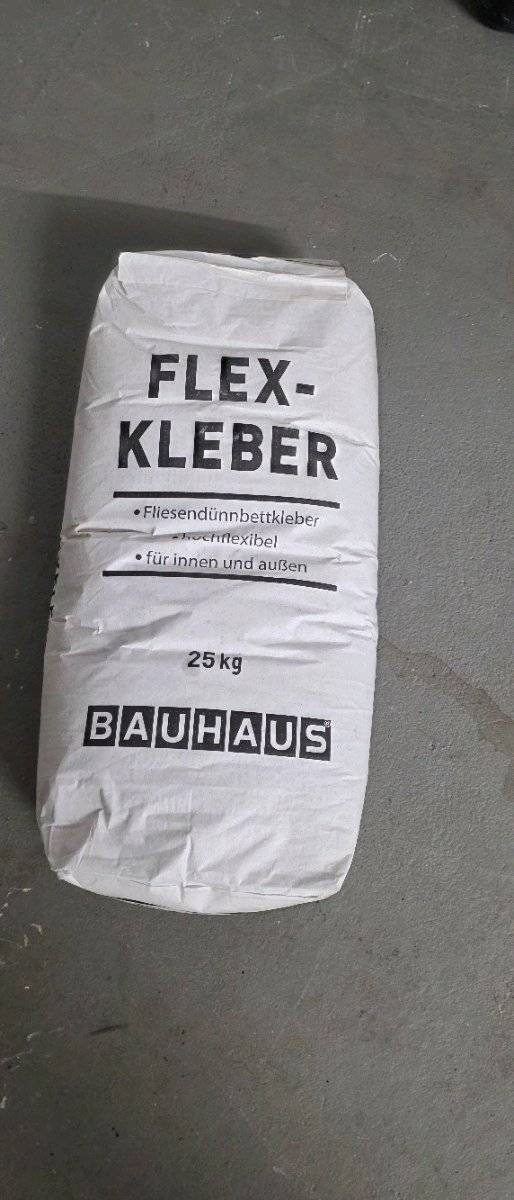 FLEX-
KLEBER
• Fliesendünnbettkleber
• hochflexibel
• für innen und außen
25 kg
BAUHAUS®